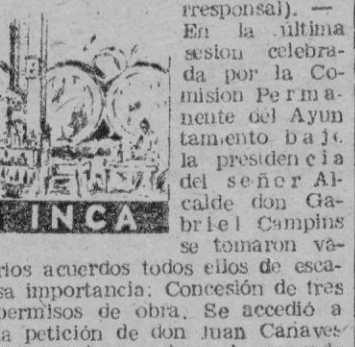 rresponsal). —
En la última
sesion celebra-
da por la Co-
mision Perma-
nente del Ayun
tamiento bajo
la presidencia
del señor Al-
calde don Ga-
briel Campins
se tomaron va-
INCA
rios acuerdos todos ellos de esca-
sa importancia: Concesión de tres
permisos de obra. Se accedió a
la petición de don Juan Cañaves